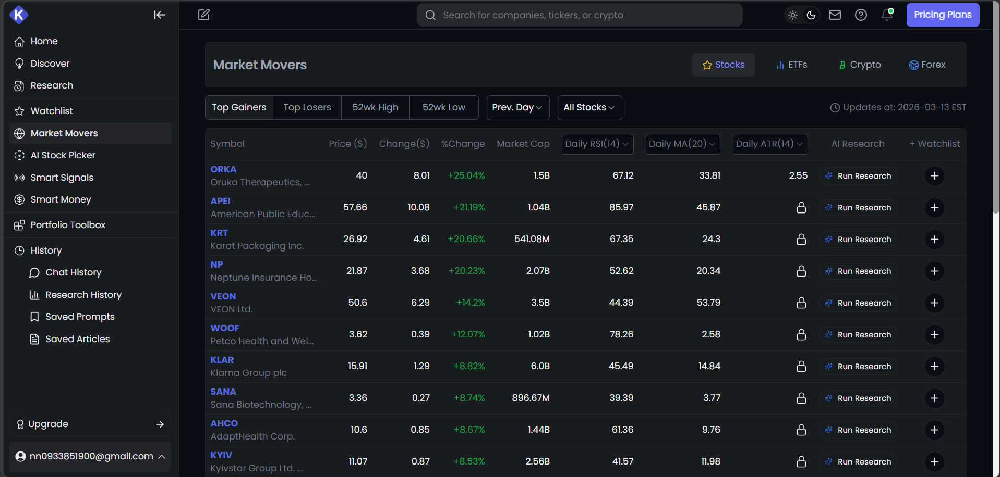 K
Search for companies, tickers, or crypto
Pricing Plans
Home
Discover
Research
Watchlist
Market Movers
AI Stock Picker
Smart Signals
Smart Money
Portfolio Toolbox
History
Chat History
Research History
Saved Prompts
Saved Articles
Upgrade
nn0933851900@gmail.com
Market Movers
Stocks ETFs Crypto Forex
Top Gainers Top Losers 52wk High 52wk Low Prev. Day All Stocks Updates at: 2026-03-13 EST
Symbol Price ($) Change($) %Change Market Cap Daily RSI(14) Daily MA(20) Daily ATR(14) AI Research + Watchlist
ORKA
Oruka Therapeutics, ...
40 8.01 +25.04% 1.5B 67.12 33.81 2.55 Run Research
APEI
American Public Educ...
57.66 10.08 +21.19% 1.04B 85.97 45.87 Run Research
KRT
Karat Packaging Inc.
26.92 4.61 +20.66% 541.08M 67.35 24.3 Run Research
NP
Neptune Insurance Ho...
21.87 3.68 +20.23% 2.07B 52.62 20.34 Run Research
VEON
VEON Ltd.
50.6 6.29 +14.2% 3.5B 44.39 53.79 Run Research
WOOF
Petco Health and Wel...
3.62 0.39 +12.07% 1.02B 78.26 2.58 Run Research
KLAR
Klarna Group plc
15.91 1.29 +8.82% 6.0B 45.49 14.84 Run Research
SANA
Sana Biotechnology, ...
3.36 0.27 +8.74% 896.67M 39.39 3.77 Run Research
AHCO
AdaptHealth Corp.
10.6 0.85 +8.67% 1.44B 61.36 9.76 Run Research
KYIV
Kyivstar Group Ltd. ...
11.07 0.87 +8.53% 2.56B 41.57 11.98 Run Research